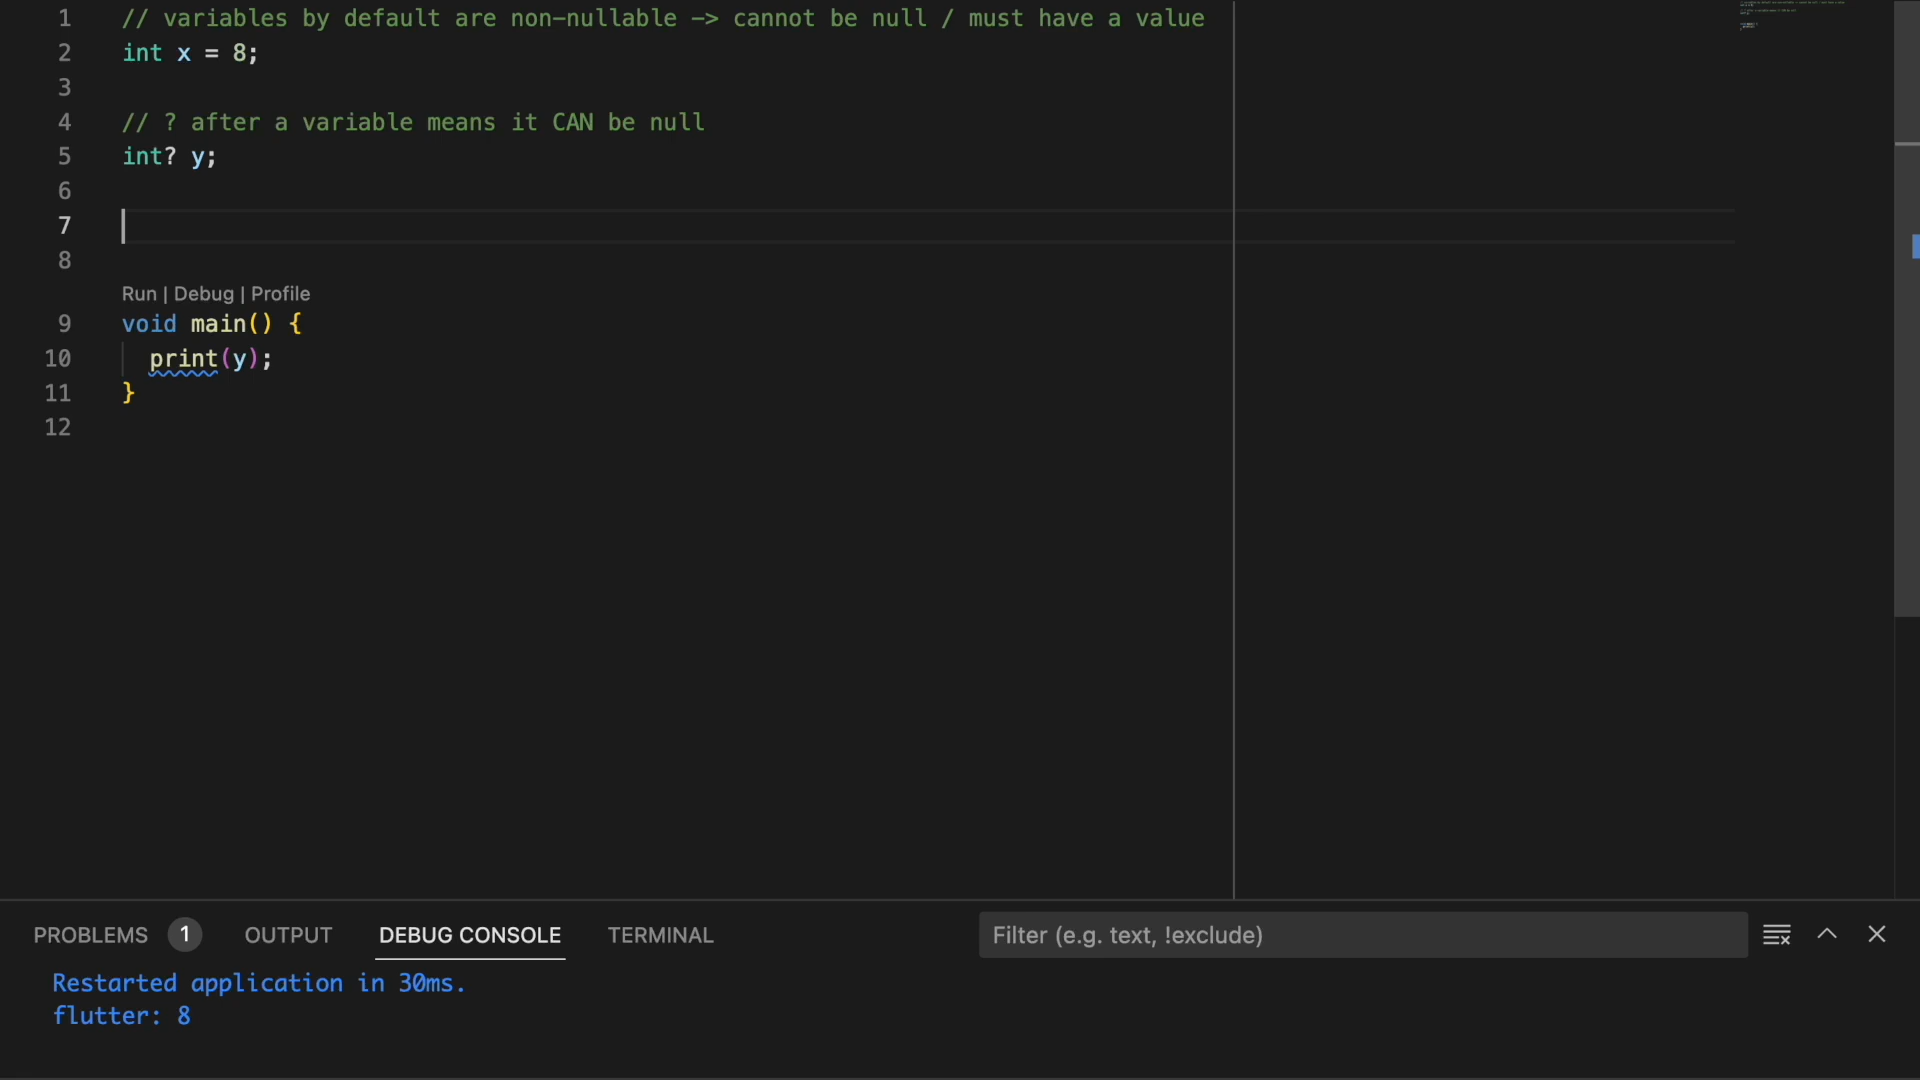 1 // variables by default are non-nullable -> cannot be null / must have a value
2 int x = 8;
3
4 // ? after a variable means it CAN be null
5 int? y;
6
7
8
Run | Debug | Profile
9 void main() {
10 print(y);
11 }
12
PROBLEMS 1 OUTPUT DEBUG CONSOLE TERMINAL Filter (e.g. text, !exclude)
Restarted application in 30ms.
flutter: 8